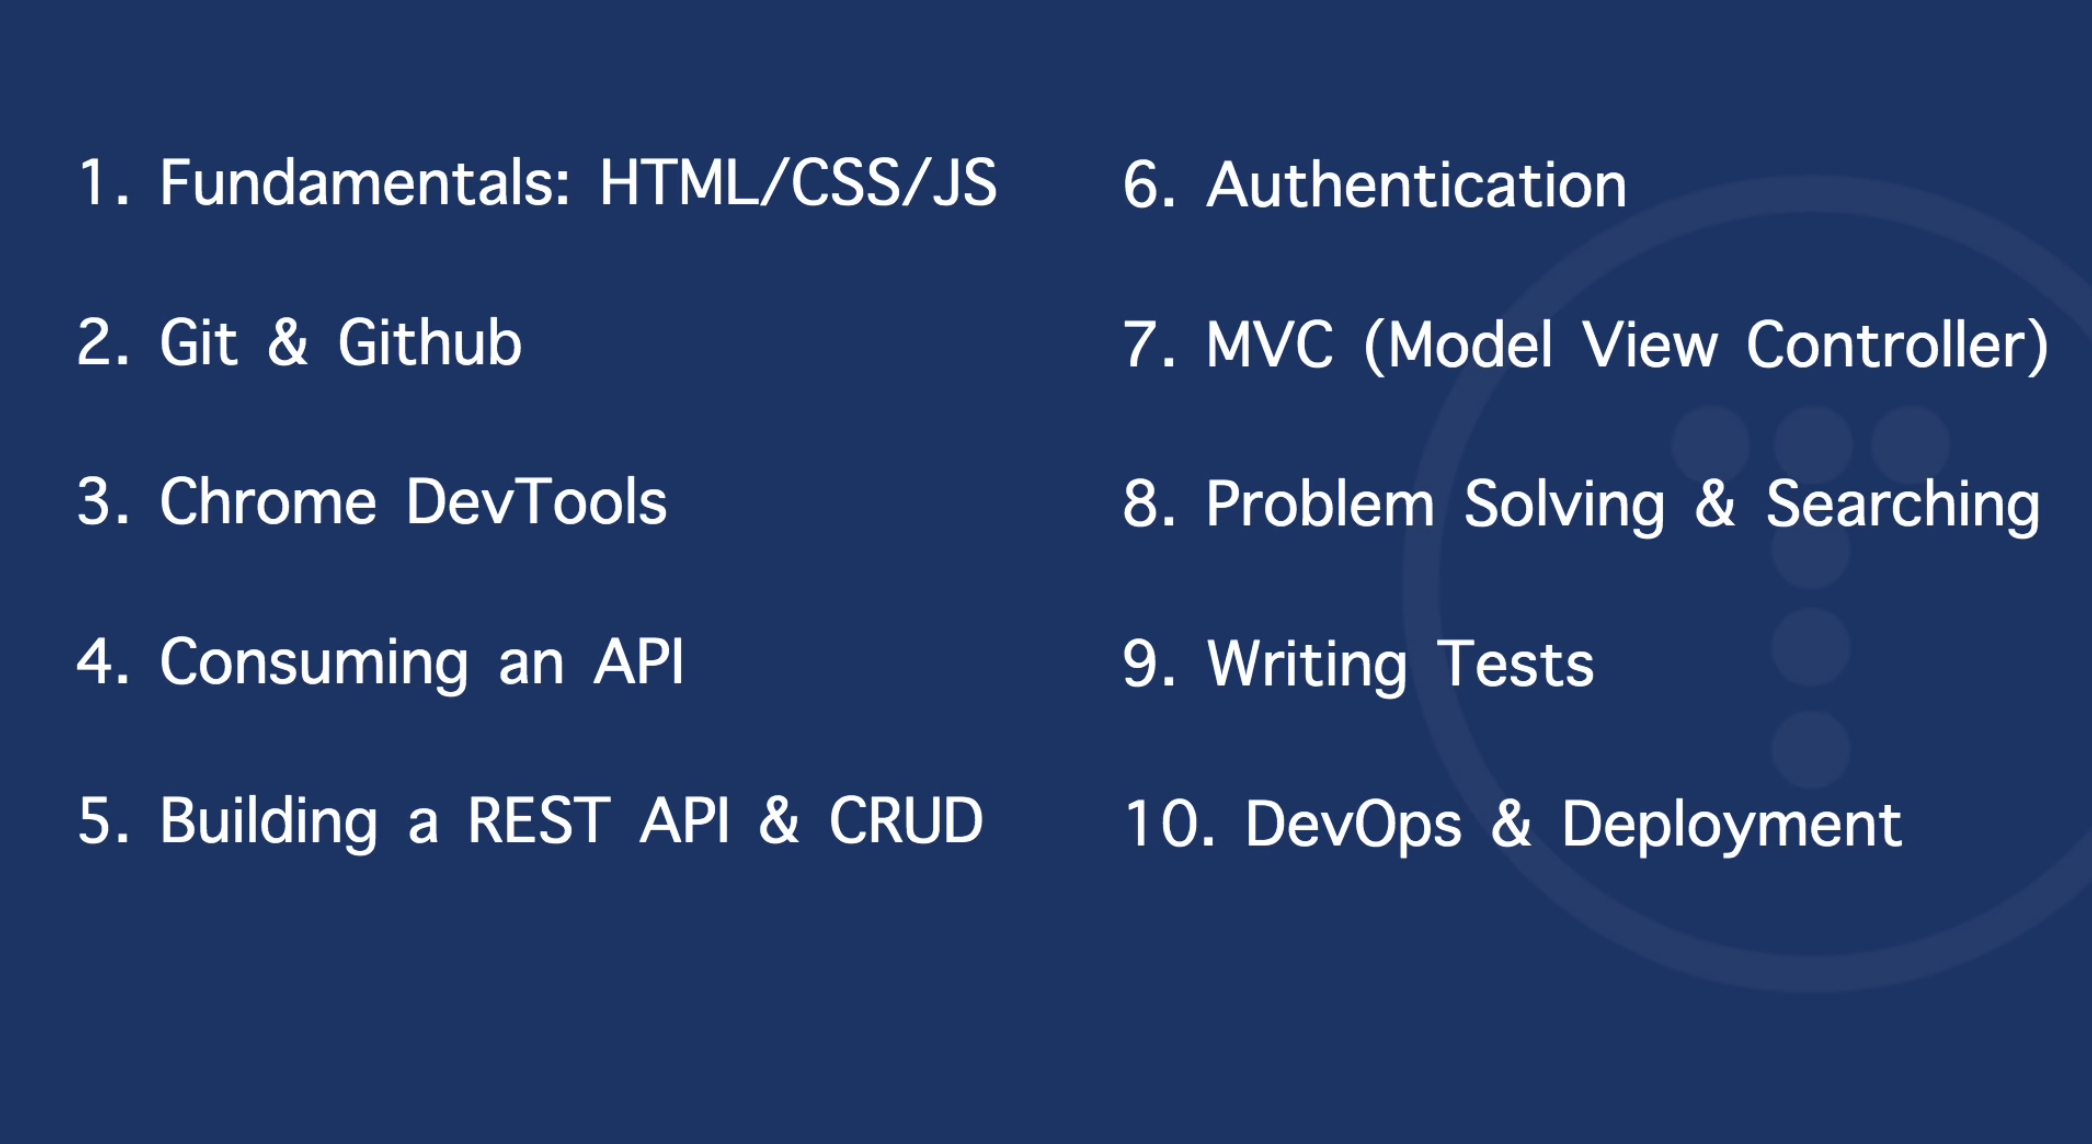 1. Fundamentals: HTML/CSS/JS
2. Git & Github
3. Chrome DevTools
4. Consuming an API
5. Building a REST API & CRUD
6. Authentication
7. MVC (Model View Controller)
8. Problem Solving & Searching
9. Writing Tests
10. DevOps & Deployment